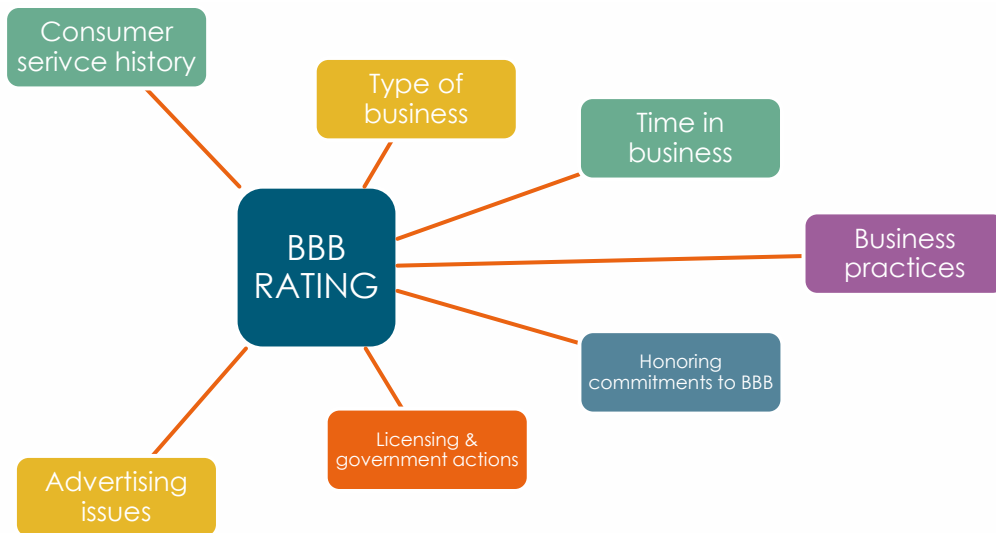 Consumer
serivce history
Type of
business
Time in
business
BBB
RATING
Business
practices
Honoring
commitments to BBB
Licensing &
government actions
Advertising
issues